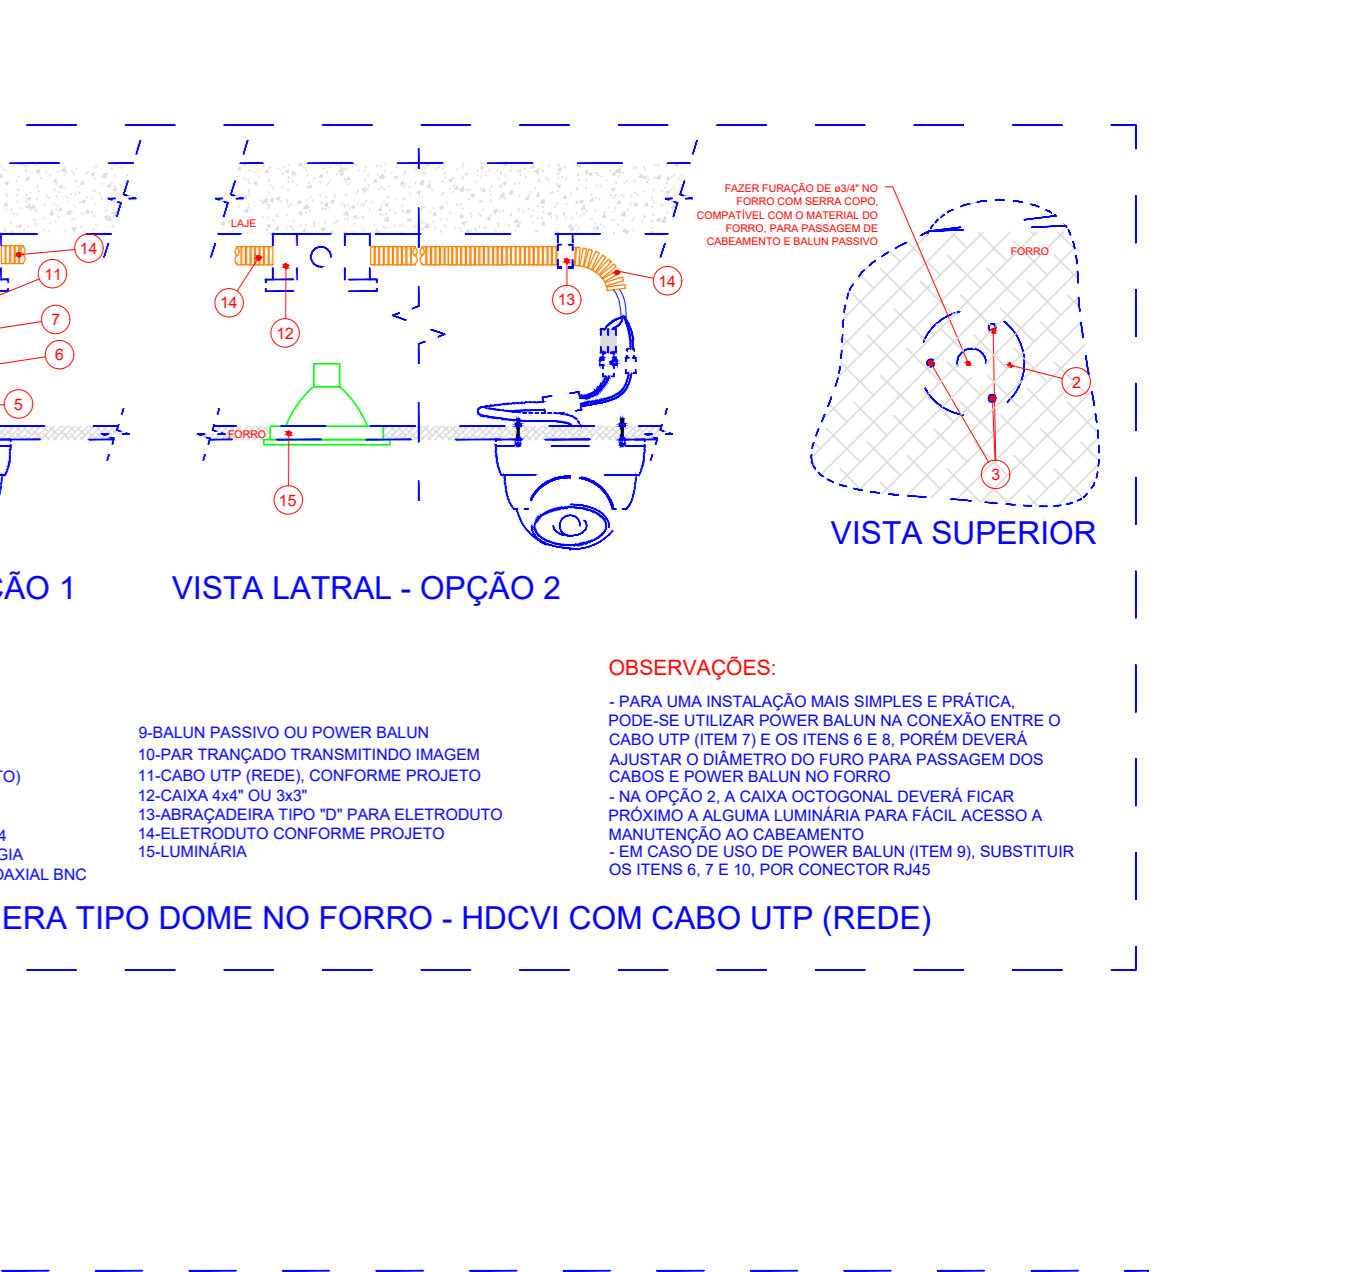 FAZER FURAÇÃO DE ø3/4" NO
FORRO COM SERRA COPO,
COMPATÍVEL COM O MATERIAL DO
FORRO, PARA PASSAGEM DE
CABEAMENTO E BALUN PASSIVO
LAJE
FORRO
14
11
7
6
5
14
12
13
14
2
3
FORRO
15
VISTA SUPERIOR
ÇÃO 1
VISTA LATRAL - OPÇÃO 2
OBSERVAÇÕES:
- PARA UMA INSTALAÇÃO MAIS SIMPLES E PRÁTICA,
PODE-SE UTILIZAR POWER BALUN NA CONEXÃO ENTRE O
CABO UTP (ITEM 7) E OS ITENS 6 E 8, PORÉM DEVERÁ
AJUSTAR O DIÂMETRO DO FURO PARA PASSAGEM DOS
CABOS E POWER BALUN NO FORRO
- NA OPÇÃO 2, A CAIXA OCTOGONAL DEVERÁ FICAR
PRÓXIMO A ALGUMA LUMINÁRIA PARA FÁCIL ACESSO A
MANUTENÇÃO AO CABEAMENTO
- EM CASO DE USO DE POWER BALUN (ITEM 9), SUBSTITUIR
OS ITENS 6, 7 E 10, POR CONECTOR RJ45
9-BALUN PASSIVO OU POWER BALUN
10-PAR TRANÇADO TRANSMITINDO IMAGEM
11-CABO UTP (REDE), CONFORME PROJETO
12-CAIXA 4x4" OU 3x3"
13-ABRAÇADEIRA TIPO "D" PARA ELETRODUTO
14-ELETRODUTO CONFORME PROJETO
15-LUMINÁRIA
TO)
4
GIA
OAXIAL BNC
ERA TIPO DOME NO FORRO - HDCVI COM CABO UTP (REDE)